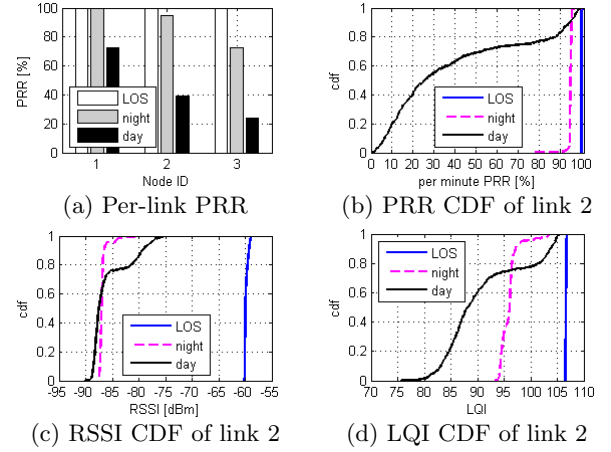 100
80
60
40
20
0
PRR [%]
LOS
night
day
1 2 3
Node ID
(a) Per-link PRR
1
0.8
0.6
0.4
0.2
0
cdf
LOS
night
day
0 10 20 30 40 50 60 70 80 90 100
per minute PRR [%]
(b) PRR CDF of link 2
1
0.8
0.6
0.4
0.2
0
cdf
LOS
night
day
-95 -90 -85 -80 -75 -70 -65 -60 -55
RSSI [dBm]
(c) RSSI CDF of link 2
1
0.8
0.6
0.4
0.2
0
cdf
LOS
night
day
70 75 80 85 90 95 100 105 110
LQI
(d) LQI CDF of link 2